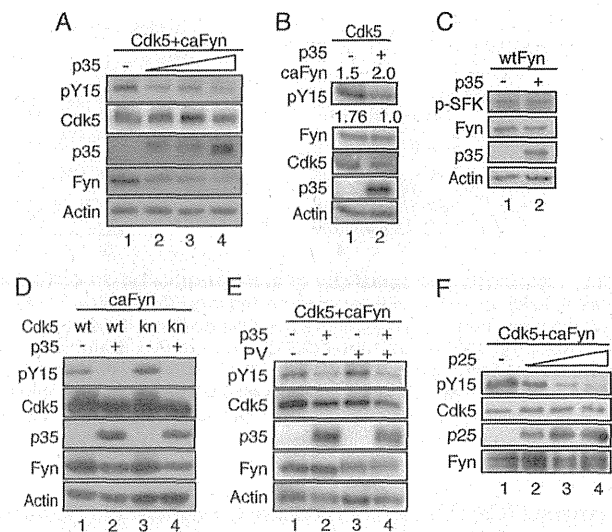 A
Cdk5+caFyn
p35 -
pY15
Cdk5
p35
Fyn
Actin
1 2 3 4
B
Cdk5
p35 - +
caFyn 1.5 2.0
pY15
1.76 1.0
Fyn
Cdk5
p35
Actin
1 2
C
wtFyn
p35 - +
p-SFK
Fyn
p35
Actin
1 2
D
caFyn
Cdk5 wt wt kn kn
p35 - + - +
pY15
Cdk5
p35
Fyn
Actin
1 2 3 4
E
Cdk5+caFyn
p35 - + - +
PV - - + +
pY15
Cdk5
p35
Fyn
Actin
1 2 3 4
F
Cdk5+caFyn
p25 -
pY15
Cdk5
p25
Fyn
1 2 3 4